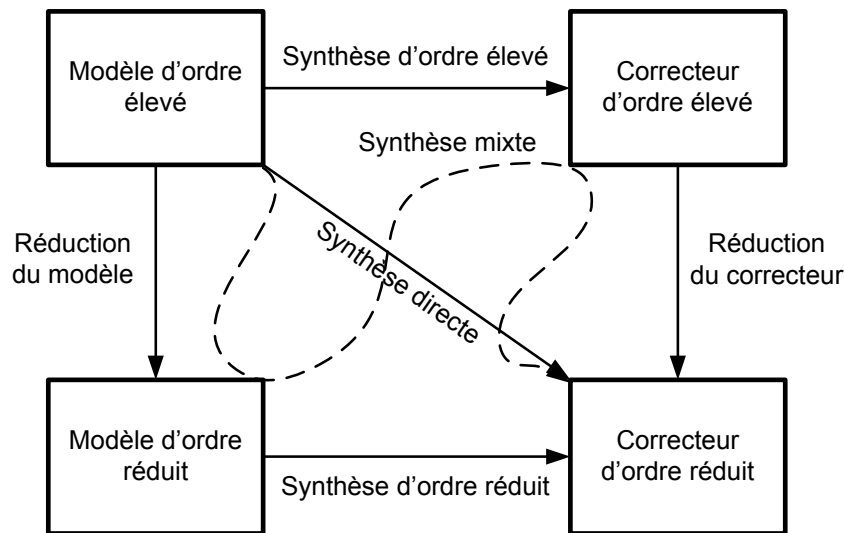 Modèle d'ordre
élevé
Synthèse d'ordre élevé
Correcteur
d'ordre élevé
Synthèse mixte
Réduction
du modèle
Synthèse directe
Réduction
du correcteur
Modèle d'ordre
réduit
Synthèse d'ordre réduit
Correcteur
d'ordre réduit